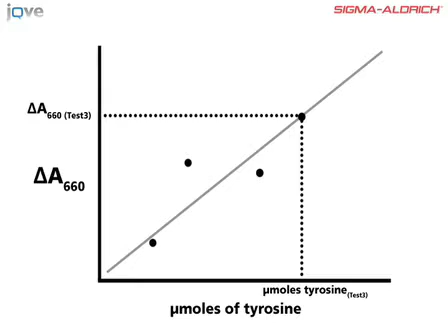 jove
SIGMA-ALDRICH
ΔA660 (Test3)
ΔA660
μmoles tyrosine(Test3)
μmoles of tyrosine